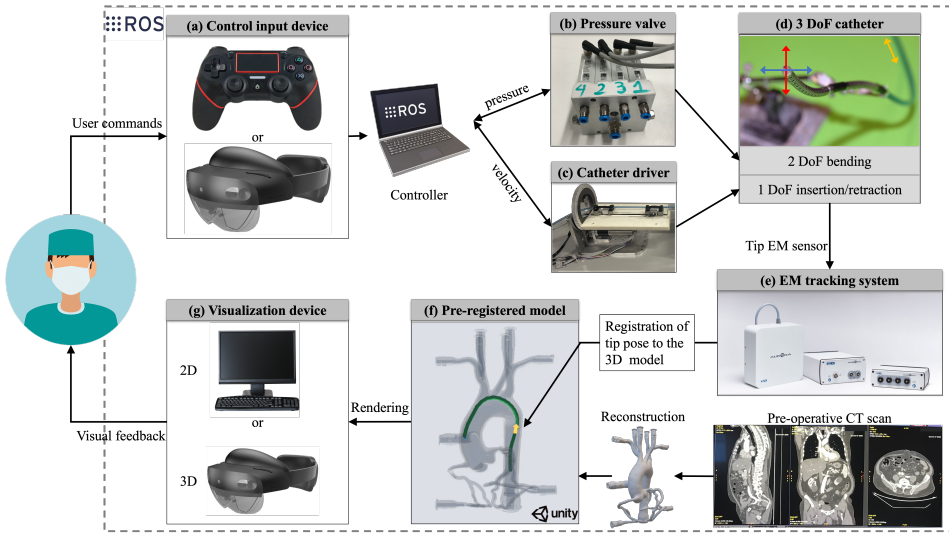 ROS
(a) Control input device
or
User commands
ROS
Controller
pressure
velocity
(b) Pressure valve
4 2 3 1
(c) Catheter driver
(d) 3 DoF catheter
2 DoF bending
1 DoF insertion/retraction
Tip EM sensor
(e) EM tracking system
AURORA
Registration of
tip pose to the
3D model
(f) Pre-registered model
unity
Reconstruction
Pre-operative CT scan
Rendering
(g) Visualization device
2D
or
3D
Visual feedback